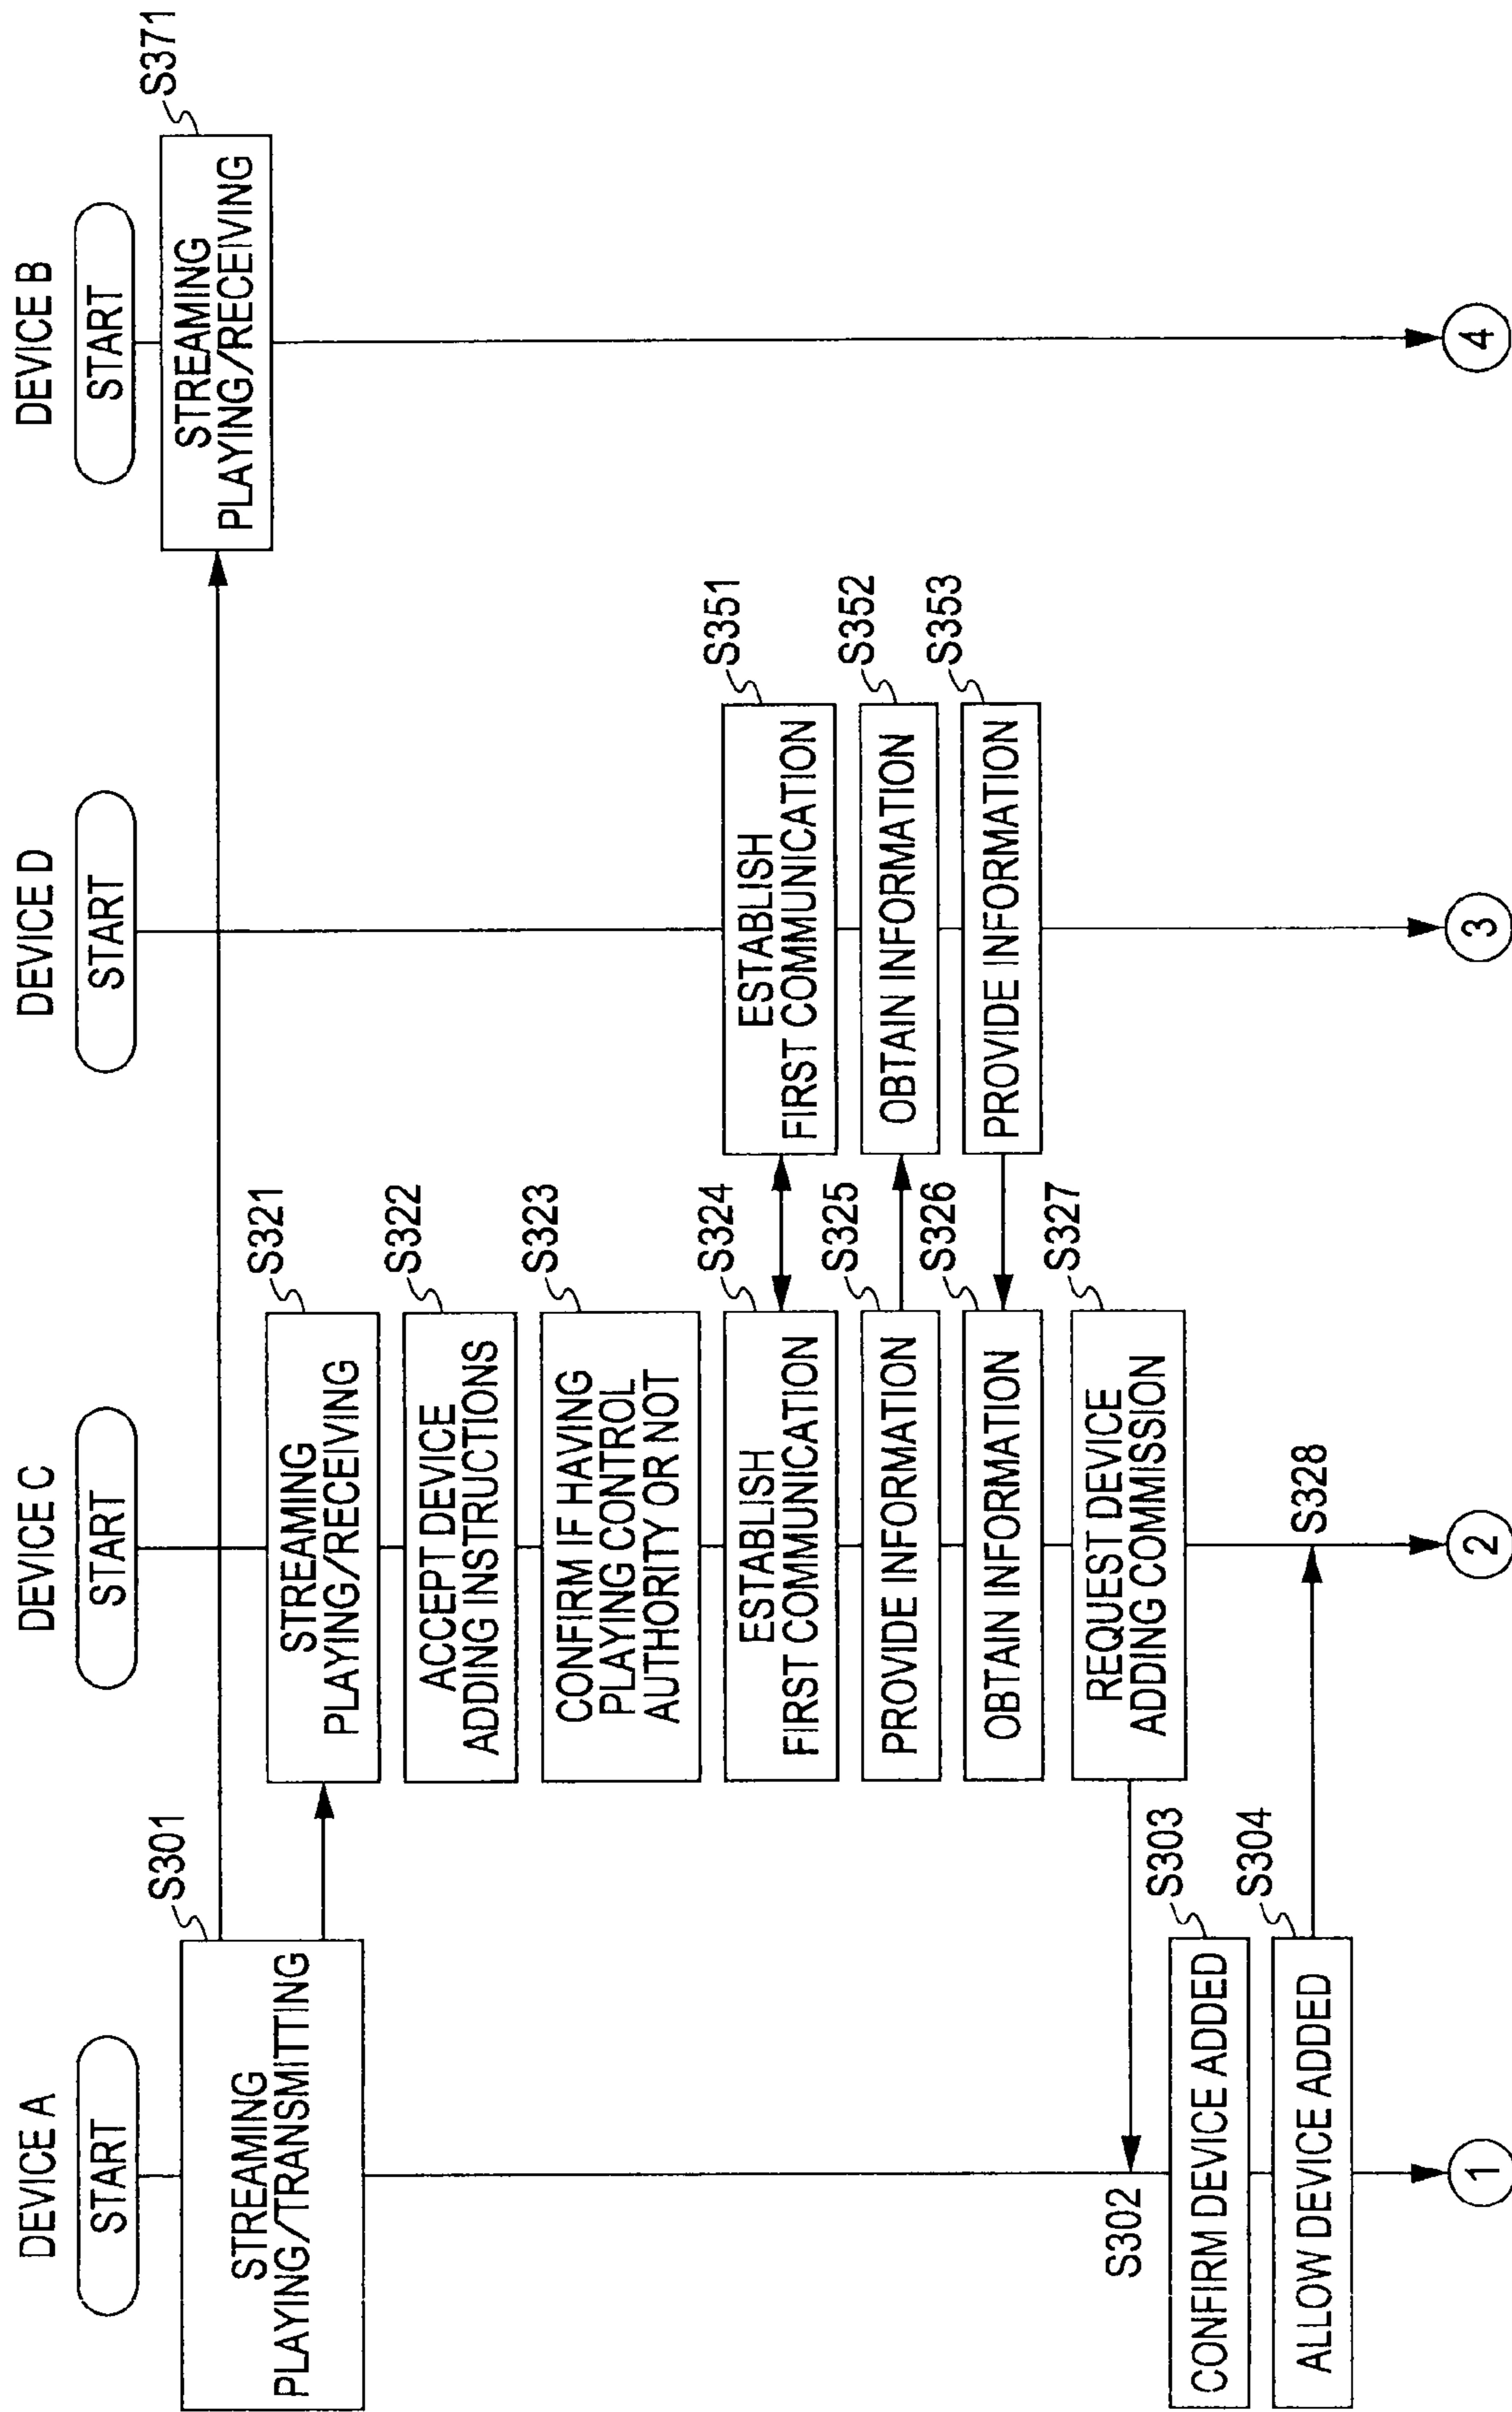 DEVICE A
START
STREAMING
PLAYING/TRANSMITTING
S301
S302
CONFIRM DEVICE ADDED
S303
ALLOW DEVICE ADDED
S304
1
DEVICE C
START
STREAMING
PLAYING/RECEIVING
S321
ACCEPT DEVICE
ADDING INSTRUCTIONS
S322
CONFIRM IF HAVING
PLAYING CONTROL
AUTHORITY OR NOT
S323
ESTABLISH
FIRST COMMUNICATION
S324
PROVIDE INFORMATION
S325
OBTAIN INFORMATION
S326
REQUEST DEVICE
ADDING COMMISSION
S327
S328
2
DEVICE D
START
ESTABLISH
FIRST COMMUNICATION
S351
OBTAIN INFORMATION
S352
PROVIDE INFORMATION
S353
3
DEVICE B
START
STREAMING
PLAYING/RECEIVING
S371
4